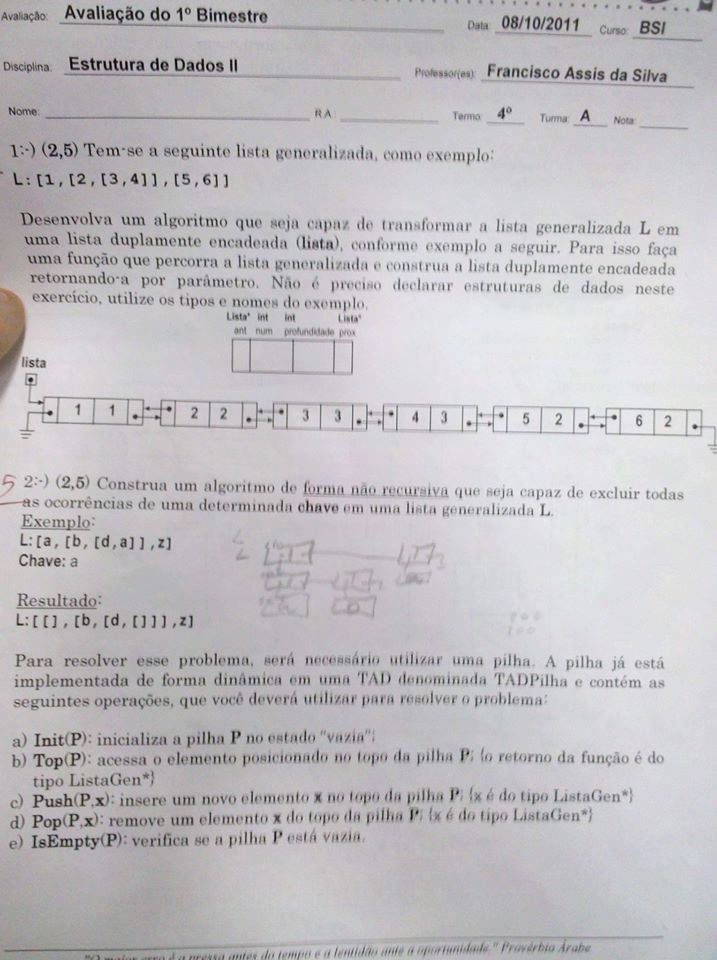 Avaliação: Avaliação do 1º Bimestre Data: 08/10/2011 Curso: BSI
Disciplina: Estrutura de Dados II Professor(es): Francisco Assis da Silva
Nome: R.A.: Termo: 4º Turma: A Nota:
1:-) (2,5) Tem-se a seguinte lista generalizada, como exemplo:
L:[1,[2,[3,4]],[5,6]]
Desenvolva um algoritmo que seja capaz de transformar a lista generalizada L em
uma lista duplamente encadeada (lista), conforme exemplo a seguir. Para isso faça
uma função que percorra a lista generalizada e construa a lista duplamente encadeada
retornando-a por parâmetro. Não é preciso declarar estruturas de dados neste
exercício, utilize os tipos e nomes do exemplo.
Lista* int int Lista*
ant num profundidade prox
lista
1 1 2 2 3 3 4 3 5 2 6 2
5 2:-) (2,5) Construa um algoritmo de forma não recursiva que seja capaz de excluir todas
as ocorrências de uma determinada chave em uma lista generalizada L.
Exemplo:
L:[a,[b,[d,a]],z]
Chave: a
Resultado:
L:[[],[b,[d,[]]],z]
Para resolver esse problema, será necessário utilizar uma pilha. A pilha já está
implementada de forma dinâmica em uma TAD denominada TADPilha e contém as
seguintes operações, que você deverá utilizar para resolver o problema:
a) Init(P): inicializa a pilha P no estado "vazia";
b) Top(P): acessa o elemento posicionado no topo da pilha P; {o retorno da função é do
tipo ListaGen*}
c) Push(P,x): insere um novo elemento x no topo da pilha P; {x é do tipo ListaGen*}
d) Pop(P,x): remove um elemento x do topo da pilha P; {x é do tipo ListaGen*}
e) IsEmpty(P): verifica se a pilha P está vazia.
"O maior erro é a pressa antes do tempo e a lentidão ante a oportunidade." Provérbio Árabe